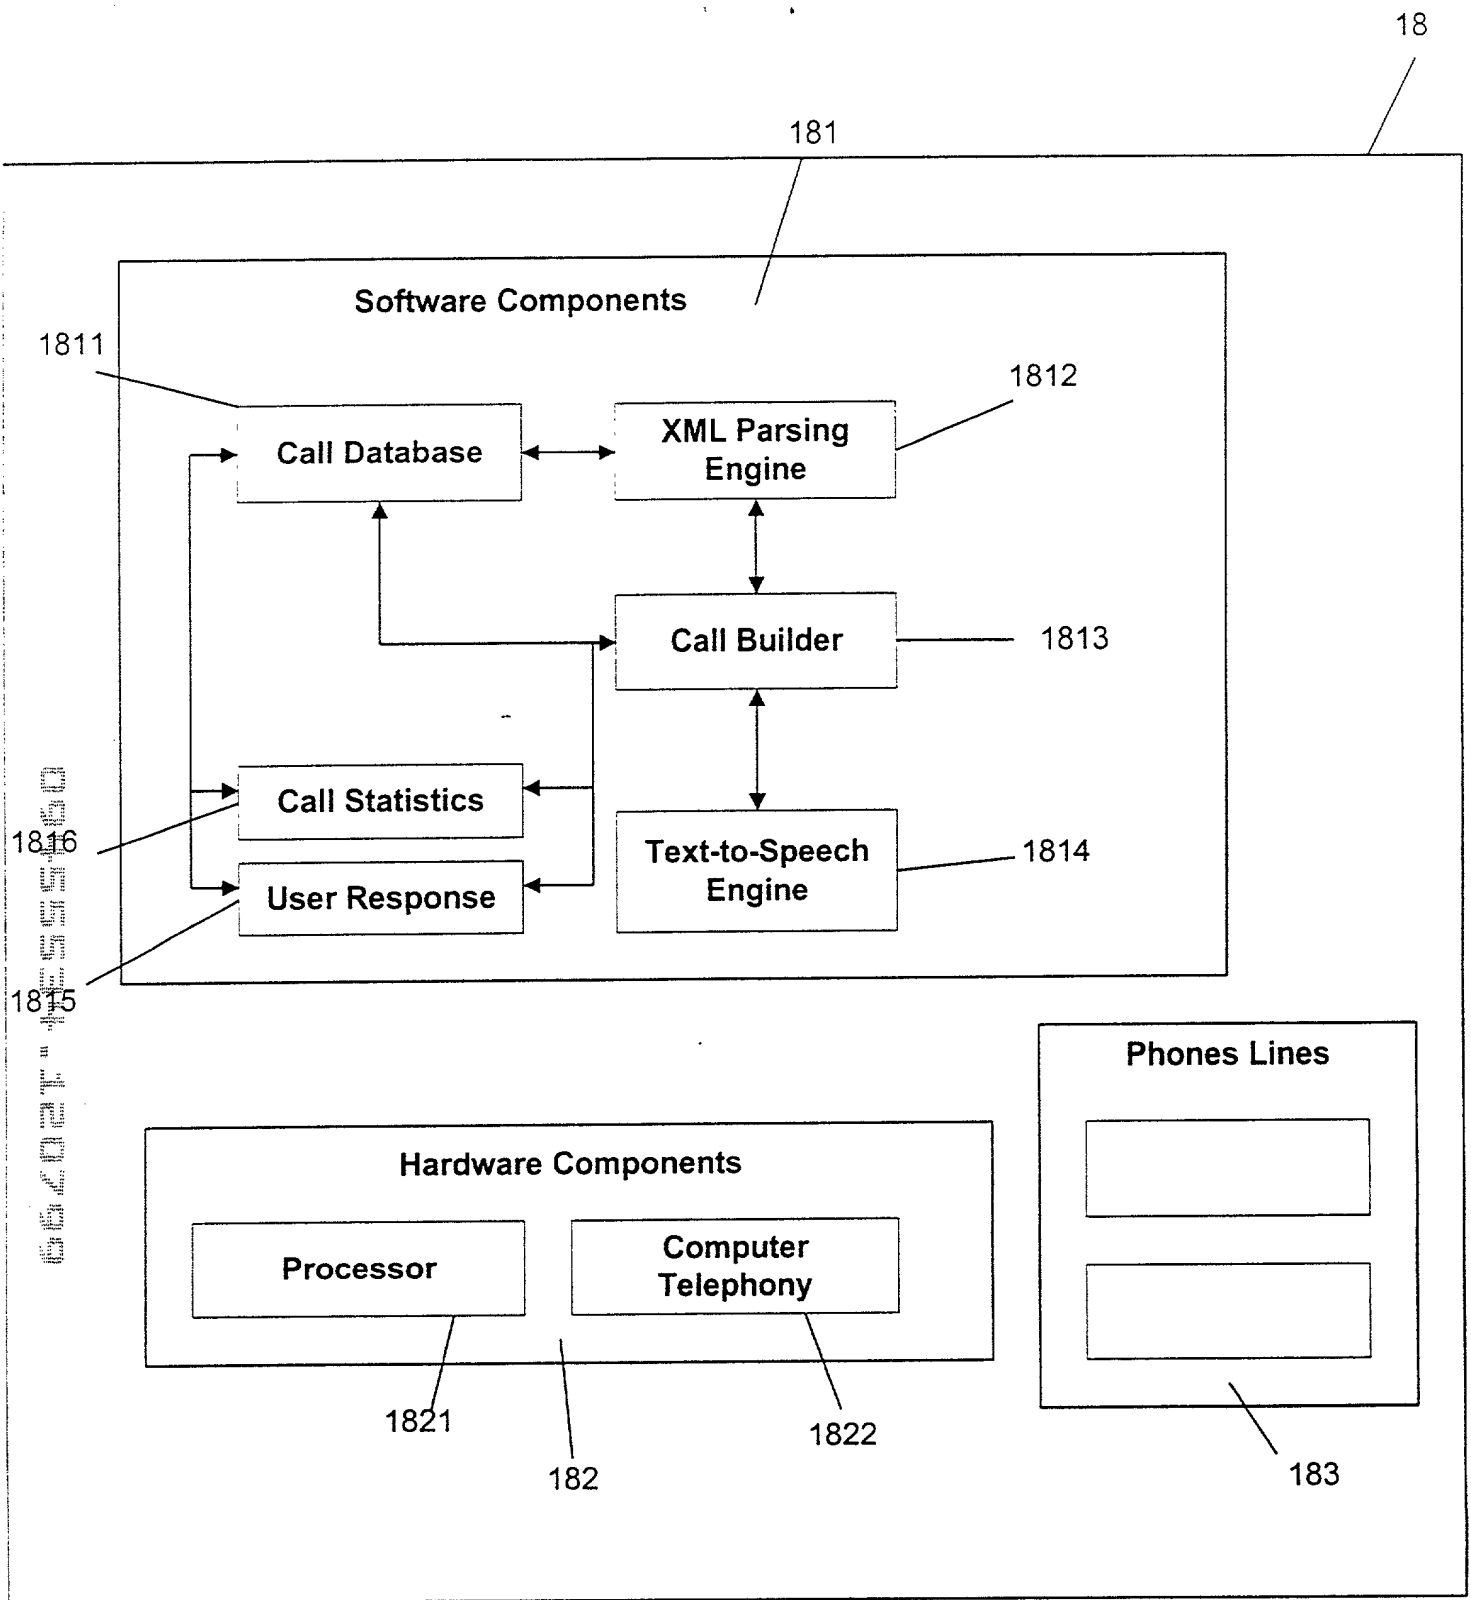 18
181
Software Components
1811
1812
Call Database
XML Parsing
Engine
Call Builder
1813
Call Statistics
1816
Text-to-Speech
Engine
1814
User Response
1815
Phones Lines
Hardware Components
Processor
Computer
Telephony
1821
1822
182
183